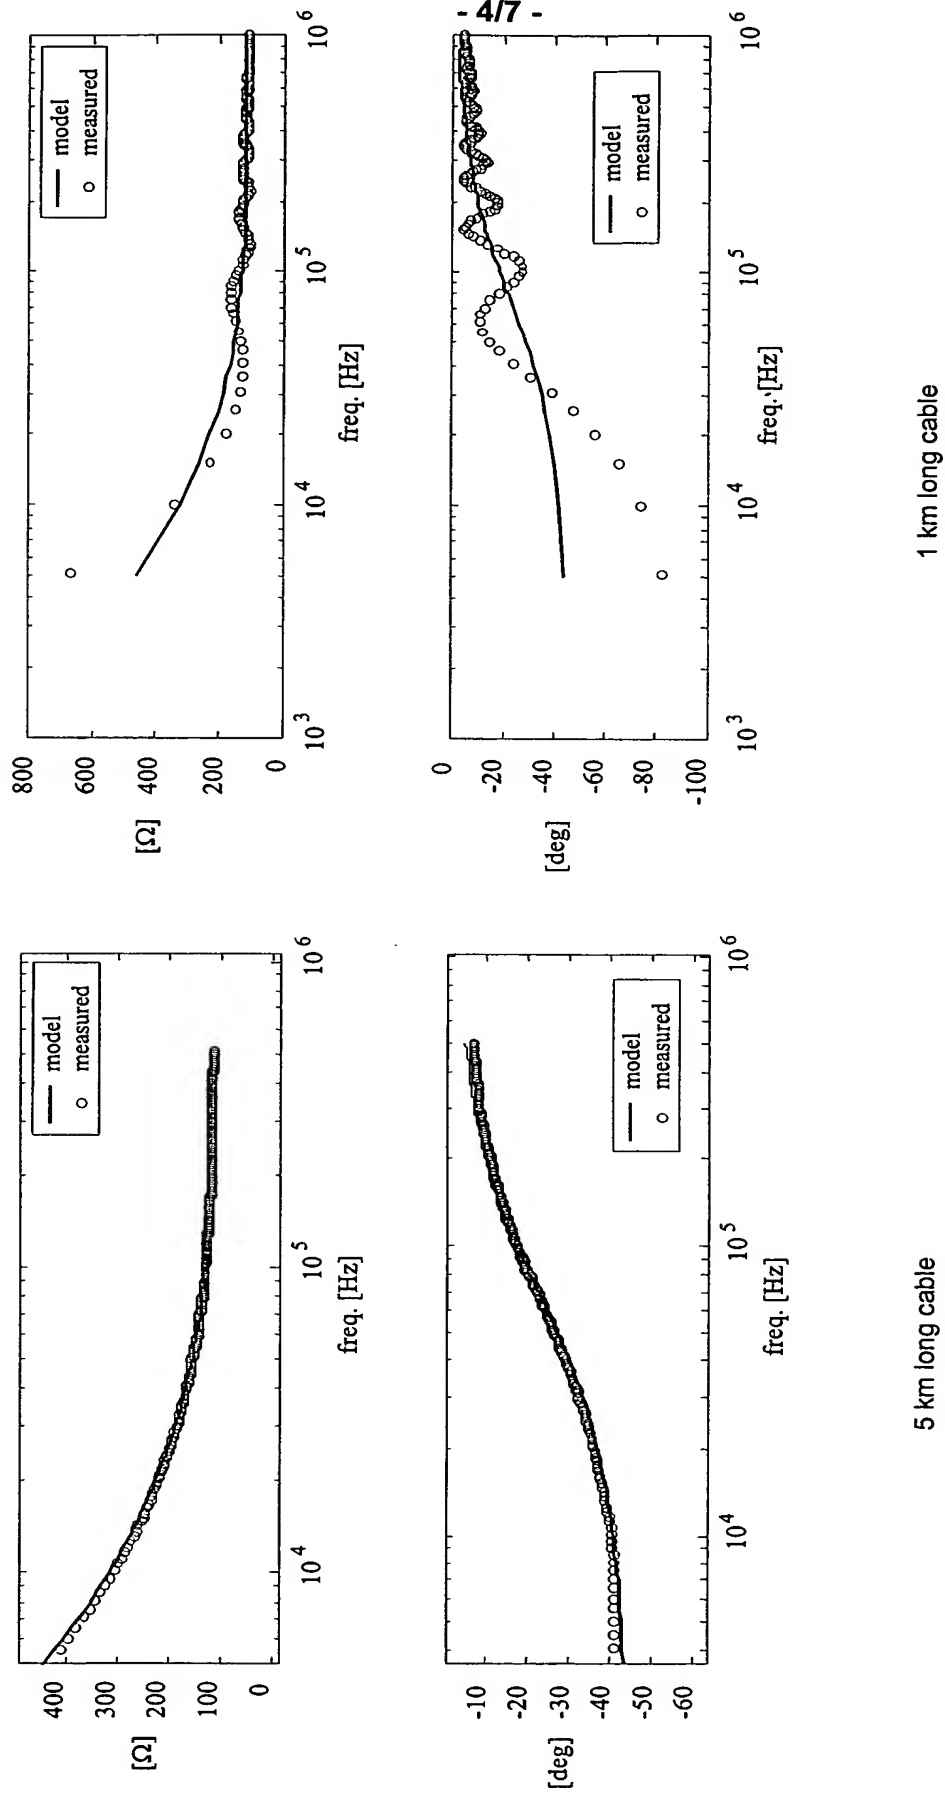 - 4/7 -
[Ω]
400
300
200
100
0
model
measured
10^4
10^5
10^6
freq. [Hz]
[deg]
-10
-20
-30
-40
-50
-60
model
measured
10^4
10^5
10^6
freq. [Hz]
5 km long cable
[Ω]
800
600
400
200
0
model
measured
10^3
10^4
10^5
10^6
freq. [Hz]
[deg]
0
-20
-40
-60
-80
-100
model
measured
10^3
10^4
10^5
10^6
freq. [Hz]
1 km long cable